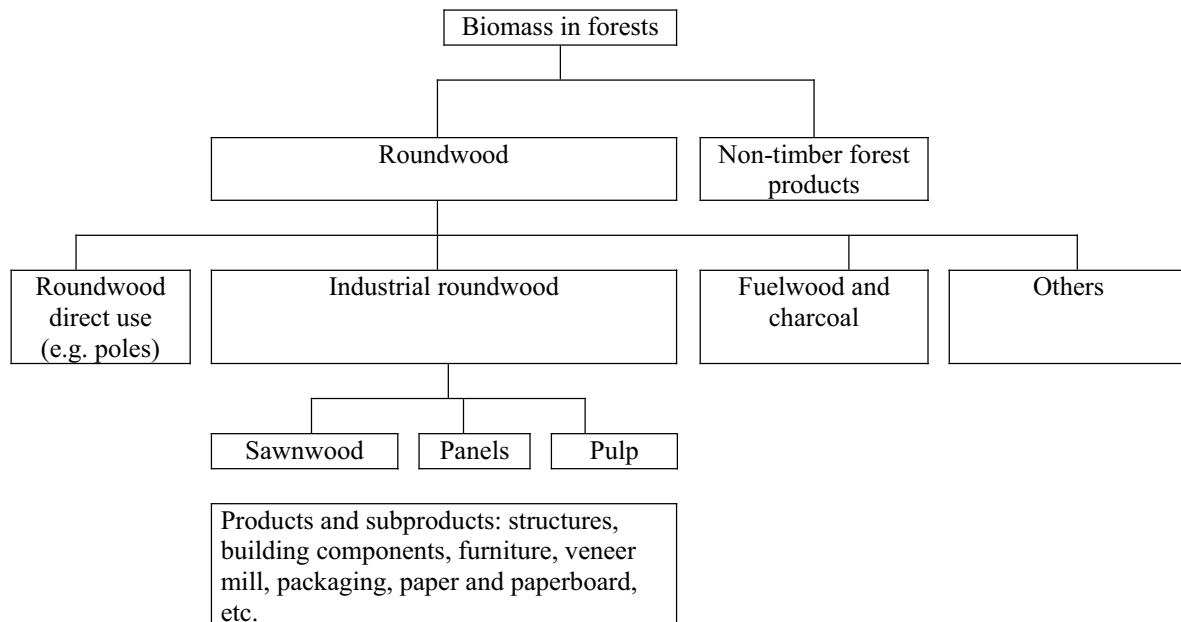 Biomass in forests
Roundwood
Non-timber forest
products
Roundwood
direct use
(e.g. poles)
Industrial roundwood
Fuelwood and
charcoal
Others
Sawnwood
Panels
Pulp
Products and subproducts: structures,
building components, furniture, veneer
mill, packaging, paper and paperboard,
etc.